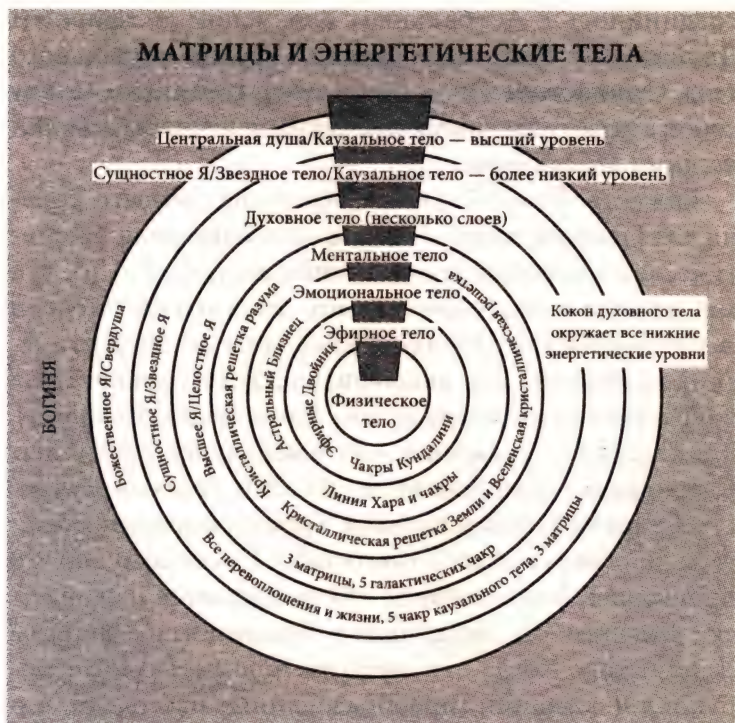 МАТРИЦЫ И ЭНЕРГЕТИЧЕСКИЕ ТЕЛА
Центральная душа/Каузальное тело — высший уровень
Сущностное Я/Звездное тело/Каузальное тело — более низкий уровень
Духовное тело (несколько слоев)
Ментальное тело
Эмоциональное тело
Эфирное тело
Физическое
тело
Кокон духовного тела
окружает все нижние
энергетические уровни
БОГИНЯ
Божественное Я/Свердуша
Сущностное Я/Звездное Я
Высшее Я/Целостное Я
Кристаллическая решетка разума
Астральный Близнец
Эфирные Двойник
Чакры Кундалини
Линия Хара и чакры
Кристаллическая решетка Земли и Вселенская кристаллическая решетка
3 матрицы, 5 галактических чакр
Все перевоплощения и жизни, 5 чакр каузального тела, 3 матрицы